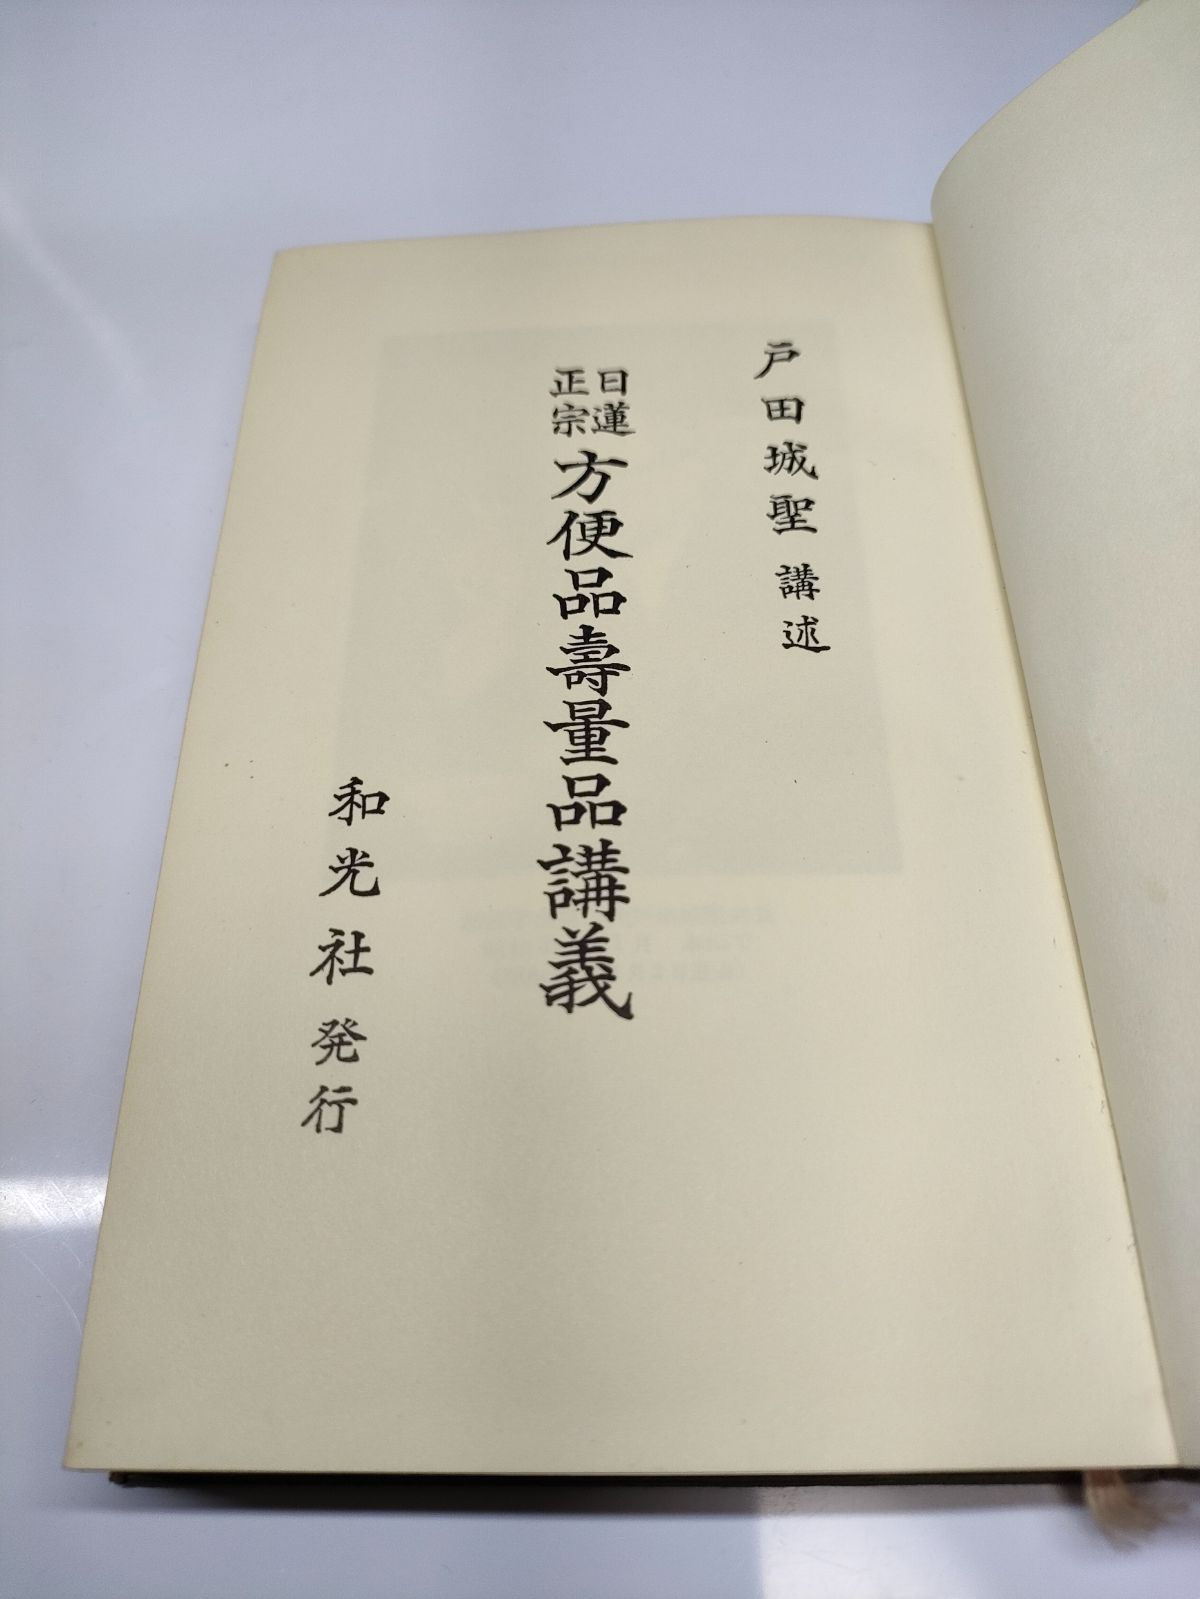 戸田城聖 講述
日蓮正宗 方便品壽量品講義
和光社 発行